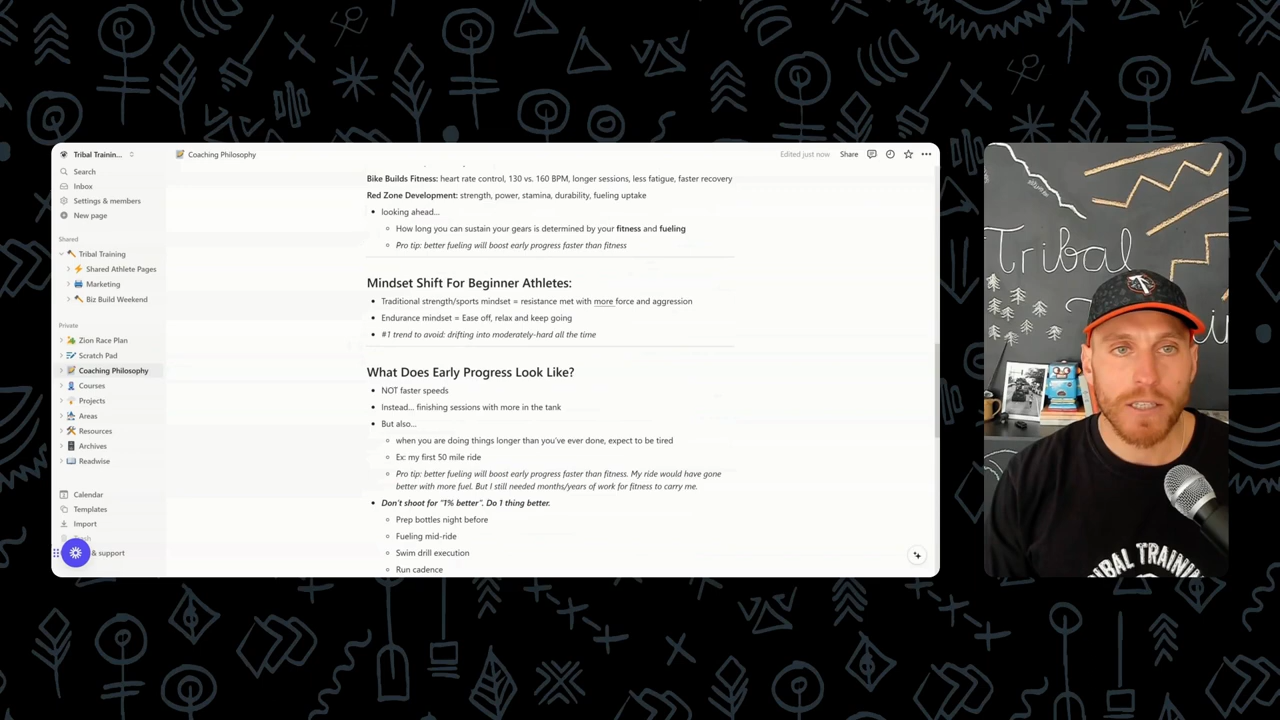 Tribal Trainin...
Search
Inbox
Settings & members
New page
Shared
Tribal Training
Shared Athlete Pages
Marketing
Biz Build Weekend
Private
Zion Race Plan
Scratch Pad
Coaching Philosophy
Courses
Projects
Areas
Resources
Archives
Readwise
Calendar
Templates
Import
Trash
& support
Coaching Philosophy
Edited just now
Share
Bike Builds Fitness: heart rate control, 130 vs. 160 BPM, longer sessions, less fatigue, faster recovery
Red Zone Development: strength, power, stamina, durability, fueling uptake
looking ahead...
How long you can sustain your gears is determined by your fitness and fueling
Pro tip: better fueling will boost early progress faster than fitness
Mindset Shift For Beginner Athletes:
Traditional strength/sports mindset = resistance met with more force and aggression
Endurance mindset = Ease off, relax and keep going
#1 trend to avoid: drifting into moderately-hard all the time
What Does Early Progress Look Like?
NOT faster speeds
Instead... finishing sessions with more in the tank
But also...
when you are doing things longer than you've ever done, expect to be tired
Ex: my first 50 mile ride
Pro tip: better fueling will boost early progress faster than fitness. My ride would have gone
better with more fuel. But I still needed months/years of work for fitness to carry me.
Don't shoot for "1% better". Do 1 thing better.
Prep bottles night before
Fueling mid-ride
Swim drill execution
Run cadence
Tribal
TRIBAL TRAINING